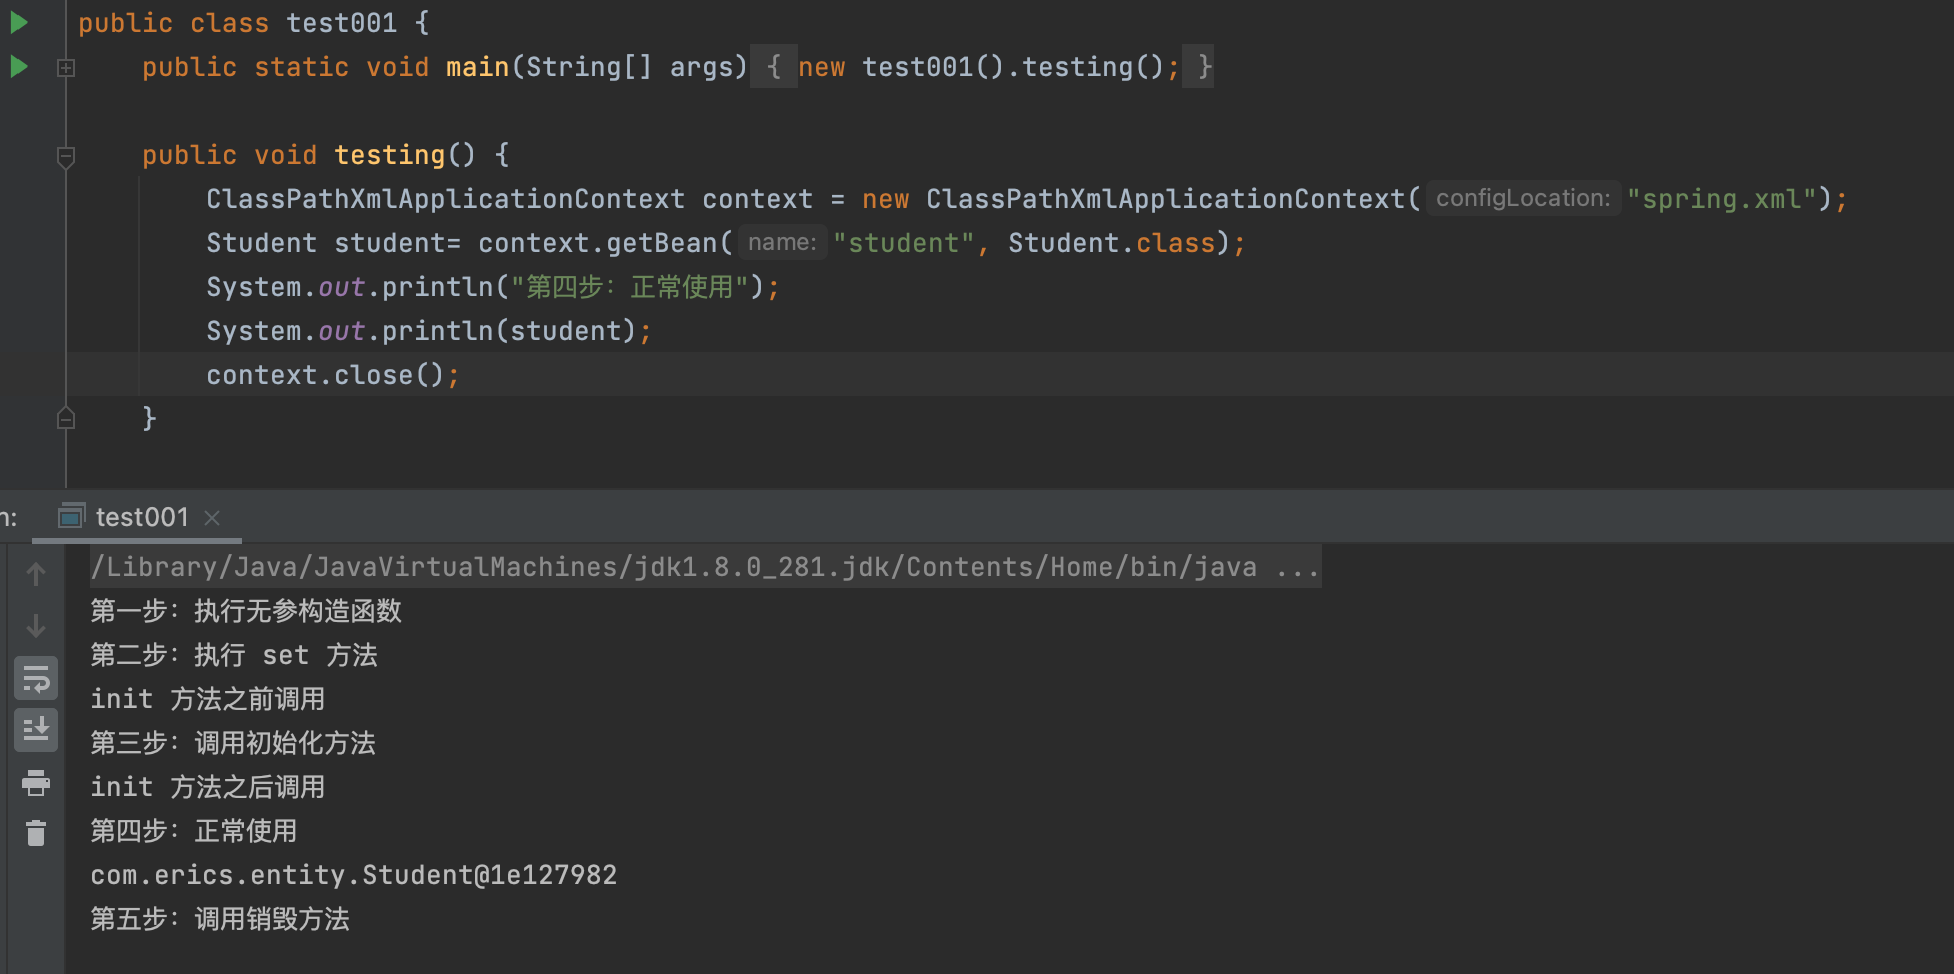 public class test001 {
public static void main(String[] args) { new test001().testing(); }
public void testing() {
ClassPathXmlApplicationContext context = new ClassPathXmlApplicationContext( configLocation: "spring.xml");
Student student= context.getBean( name: "student", Student.class);
System.out.println("第四步：正常使用");
System.out.println(student);
context.close();
}
n: test001
/Library/Java/JavaVirtualMachines/jdk1.8.0_281.jdk/Contents/Home/bin/java ...
第一步：执行无参构造函数
第二步：执行 set 方法
init 方法之前调用
第三步：调用初始化方法
init 方法之后调用
第四步：正常使用
com.erics.entity.Student@1e127982
第五步：调用销毁方法